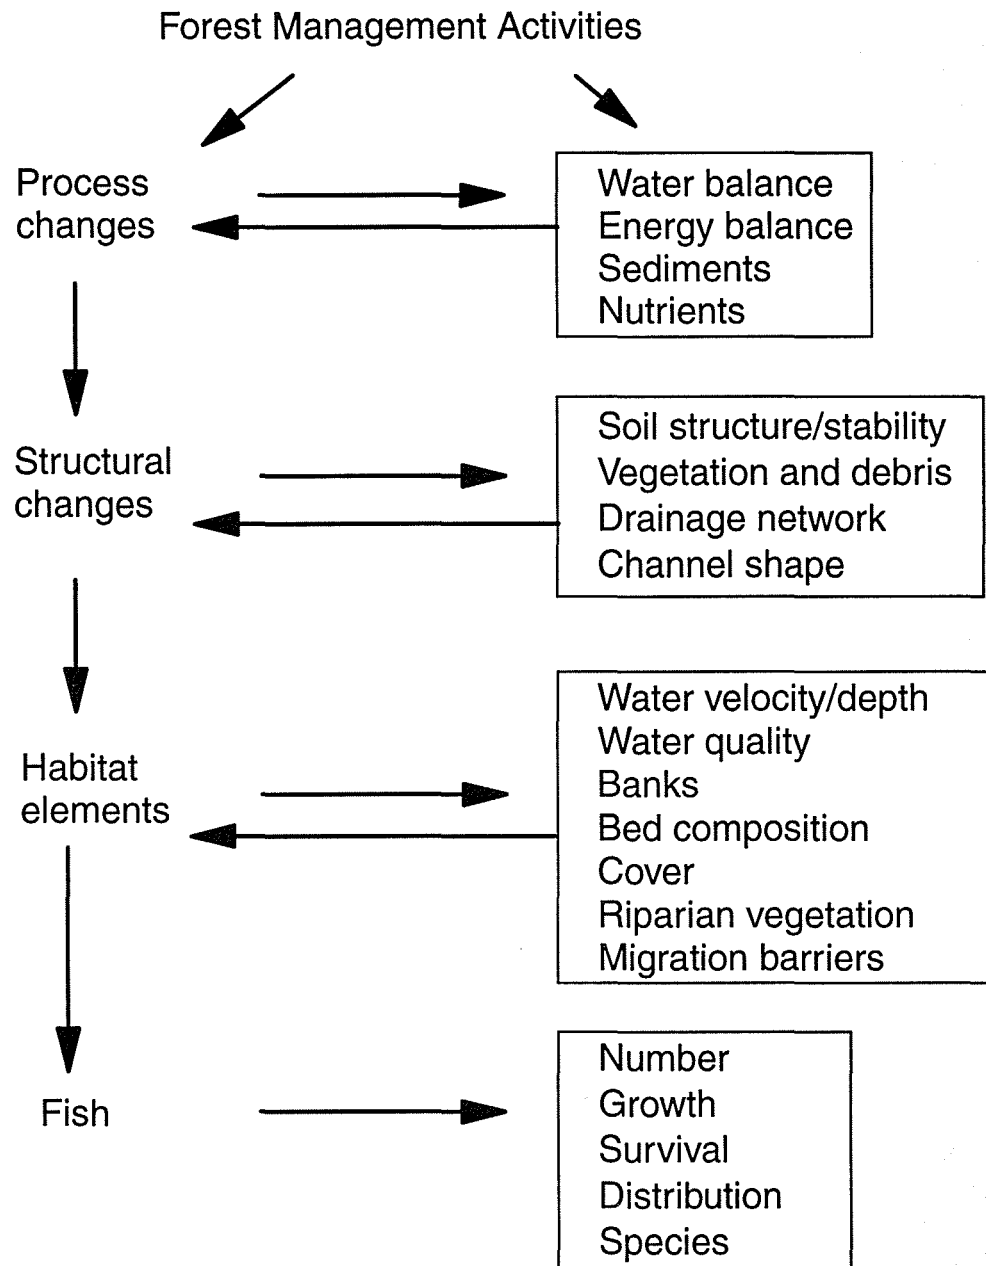 Forest Management Activities
Process
changes
Water balance
Energy balance
Sediments
Nutrients
Structural
changes
Soil structure/stability
Vegetation and debris
Drainage network
Channel shape
Habitat
elements
Water velocity/depth
Water quality
Banks
Bed composition
Cover
Riparian vegetation
Migration barriers
Fish
Number
Growth
Survival
Distribution
Species